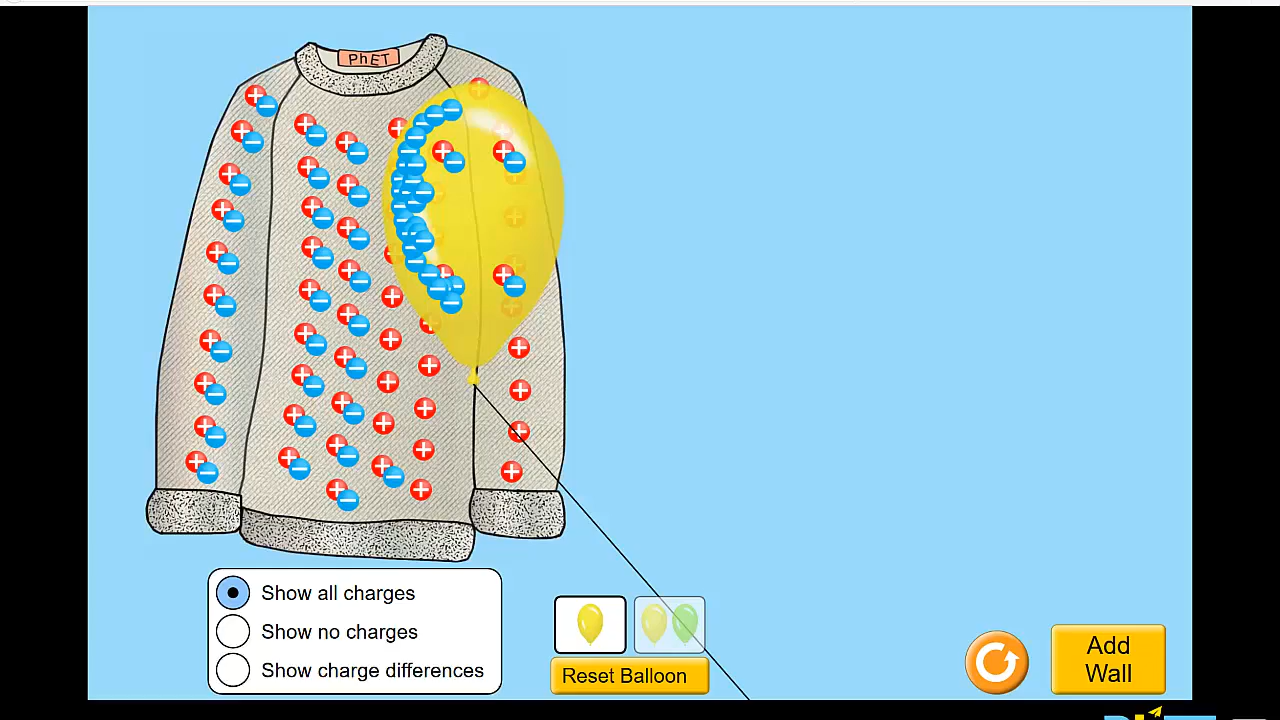 PhET
Show all charges
Show no charges
Show charge differences
Reset Balloon
Add
Wall